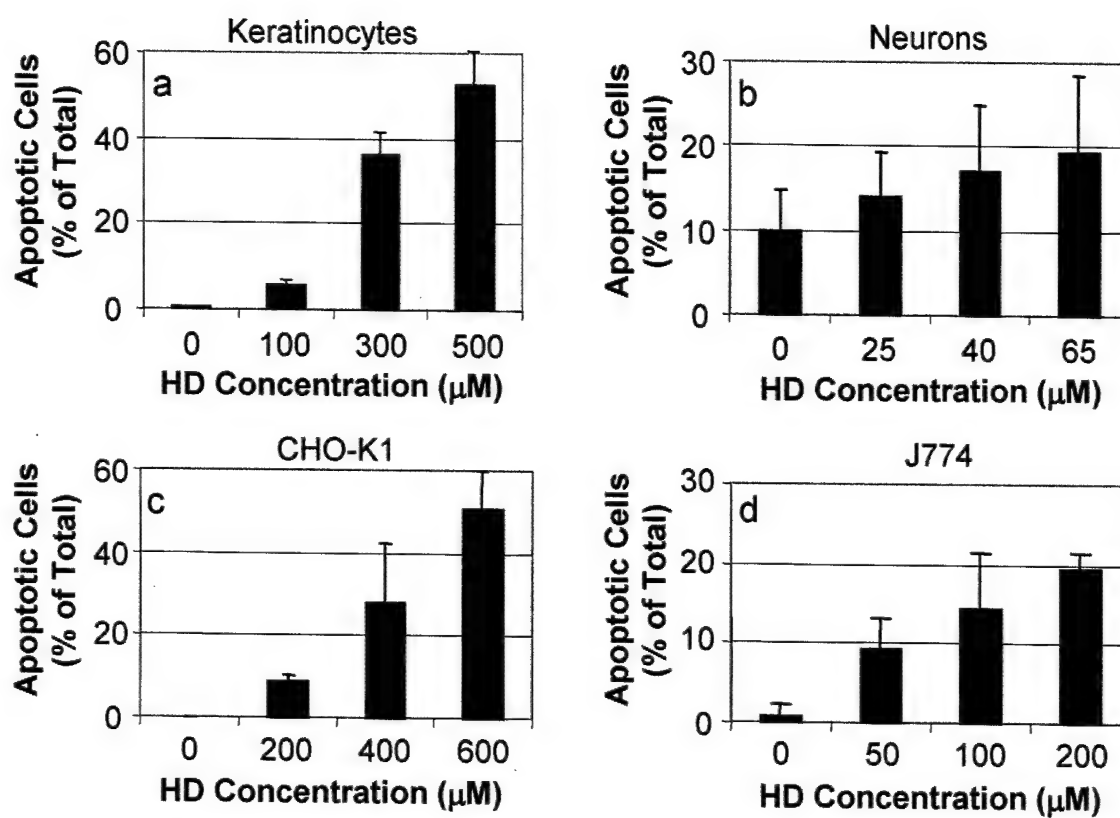 Keratinocytes
a
Apoptotic Cells
(% of Total)
60
40
20
0
0 100 300 500
HD Concentration (μM)
Neurons
b
Apoptotic Cells
(% of Total)
30
20
10
0
0 25 40 65
HD Concentration (μM)
CHO-K1
c
Apoptotic Cells
(% of Total)
60
40
20
0
0 200 400 600
HD Concentration (μM)
J774
d
Apoptotic Cells
(% of Total)
30
20
10
0
0 50 100 200
HD Concentration (μM)